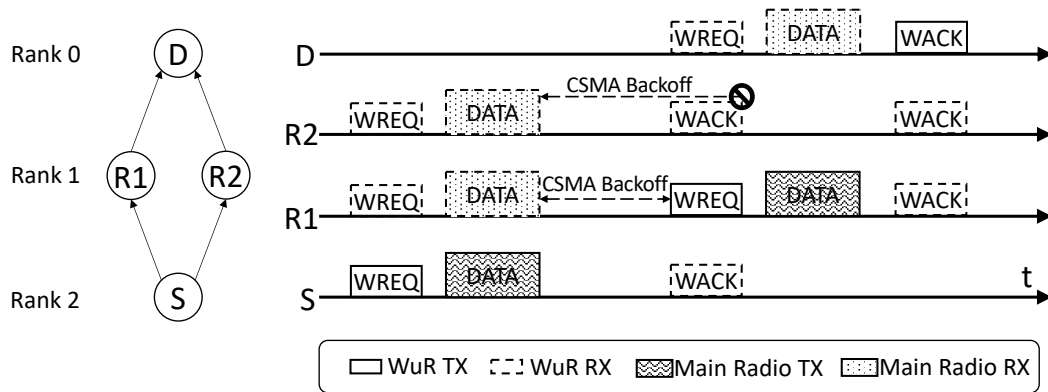 Rank 0
D
D
WREQ
DATA
WACK
CSMA Backoff
R2
WREQ
DATA
WACK
WACK
Rank 1
R1
R2
CSMA Backoff
R1
WREQ
DATA
WREQ
DATA
WACK
Rank 2
S
S
WREQ
DATA
WACK
t
WuR TX
WuR RX
Main Radio TX
Main Radio RX